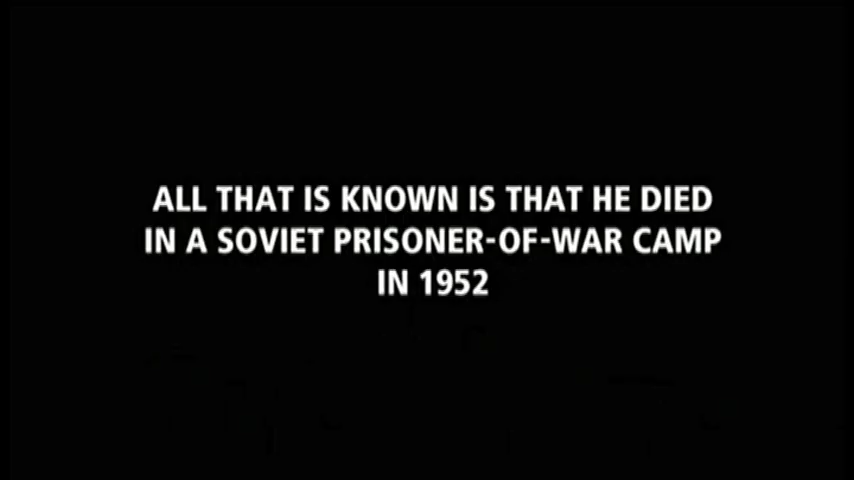 ALL THAT IS KNOWN IS THAT HE DIED
IN A SOVIET PRISONER-OF-WAR CAMP
IN 1952